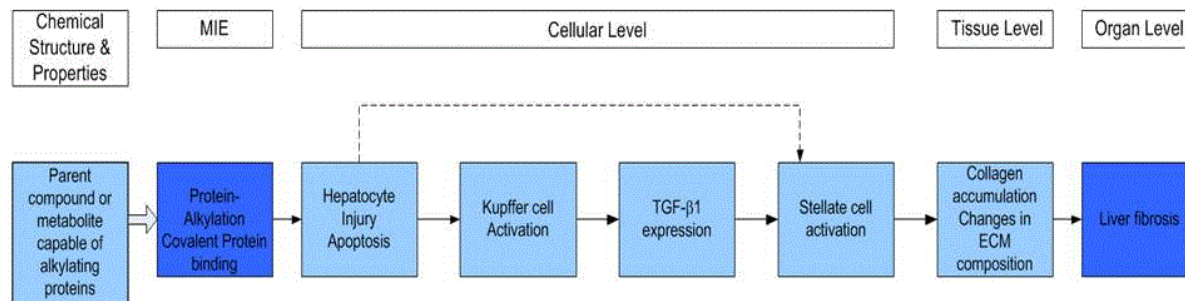 Chemical
Structure &
Properties
MIE
Cellular Level
Tissue Level
Organ Level
Parent
compound or
metabolite
capable of
alkylating
proteins
Protein-
Alkylation
Covalent Protein
binding
Hepatocyte
Injury
Apoptosis
Kupffer cell
Activation
TGF-β1
expression
Stellate cell
activation
Collagen
accumulation
Changes in
ECM
composition
Liver fibrosis